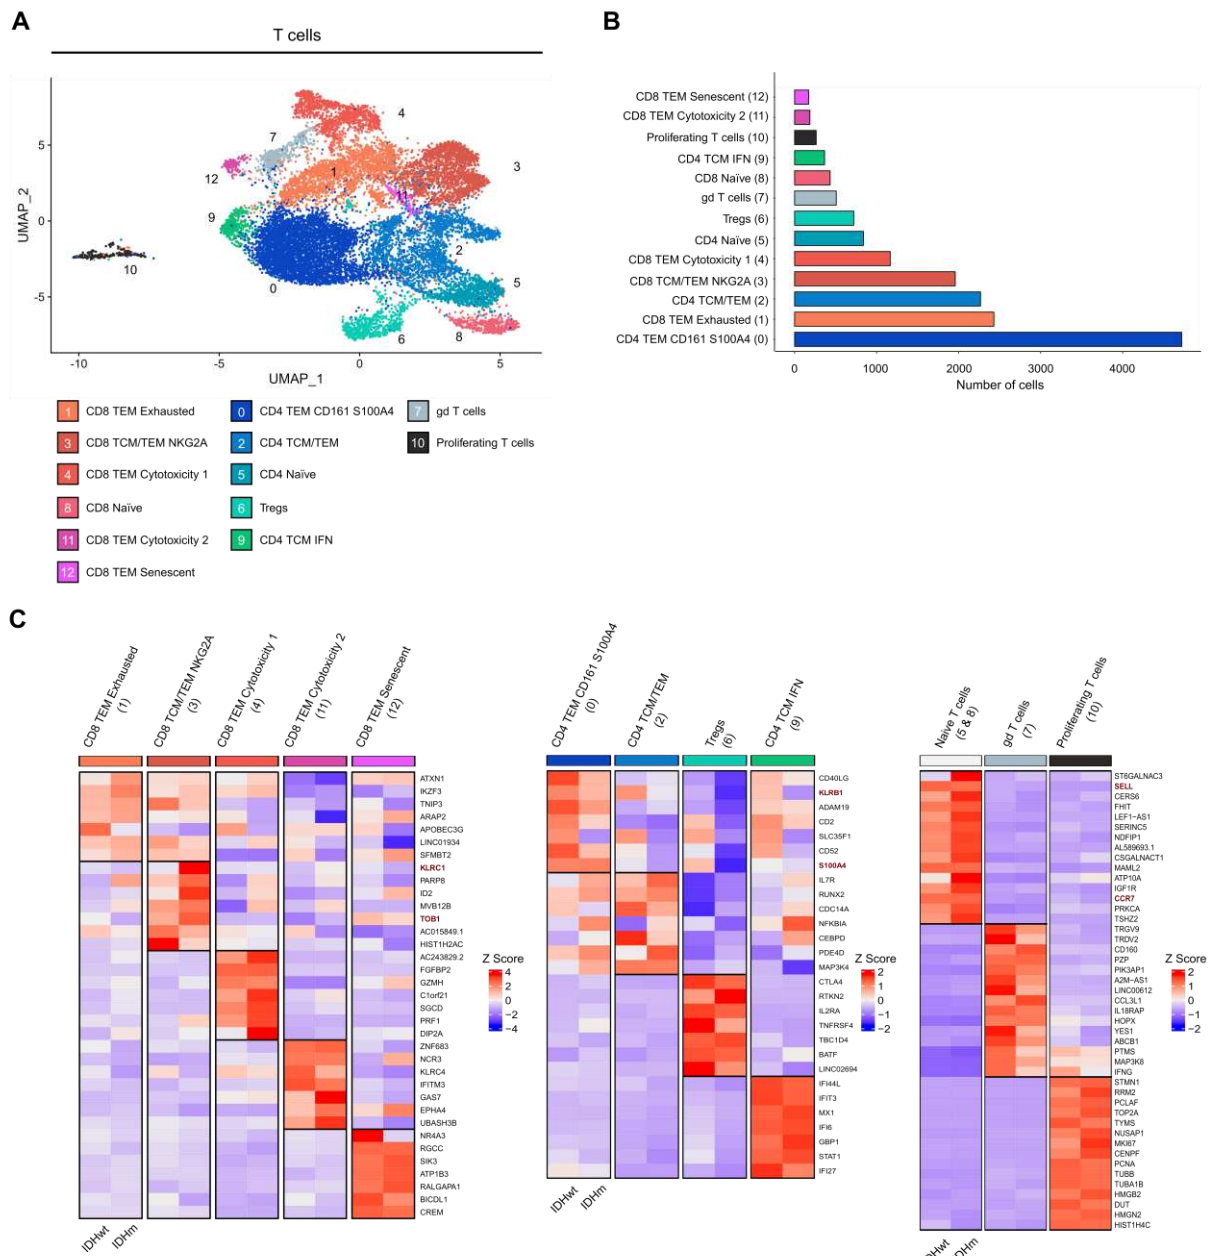 A
T cells
4
7
3
1
12
11
9
2
10
0
5
6
8
5
0
-5
UMAP_2
-10
-5
0
5
UMAP_1
1 CD8 TEM Exhausted
3 CD8 TCM/TEM NKG2A
4 CD8 TEM Cytotoxicity 1
8 CD8 Naïve
11 CD8 TEM Cytotoxicity 2
12 CD8 TEM Senescent
0 CD4 TEM CD161 S100A4
2 CD4 TCM/TEM
5 CD4 Naïve
6 Tregs
9 CD4 TCM IFN
7 gd T cells
10 Proliferating T cells
B
CD8 TEM Senescent (12)
CD8 TEM Cytotoxicity 2 (11)
Proliferating T cells (10)
CD4 TCM IFN (9)
CD8 Naïve (8)
gd T cells (7)
Tregs (6)
CD4 Naïve (5)
CD8 TEM Cytotoxicity 1 (4)
CD8 TCM/TEM NKG2A (3)
CD4 TCM/TEM (2)
CD8 TEM Exhausted (1)
CD4 TEM CD161 S100A4 (0)
0
1000
2000
3000
4000
Number of cells
C
CD8 TEM Exhausted
(1)
CD8 TCM/TEM NKG2A
(3)
CD8 TEM Cytotoxicity 1
(4)
CD8 TEM Cytotoxicity 2
(11)
CD8 TEM Senescent
(12)
ATXN1
IKZF3
TNIP3
ARAP2
APOBEC3G
LINC01934
SFMBT2
KLRC1
PARP8
ID2
MVB12B
TOB1
AC015849.1
HIST1H2AC
AC243829.2
FGFBP2
GZMH
C1orf21
SGCD
PRF1
DIP2A
ZNF683
NCR3
KLRC4
IFITM3
GAS7
EPHA4
UBASH3B
NR4A3
RGCC
SIK3
ATP1B3
RALGAPA1
BICDL1
CREM
IDHwt
IDHm
Z Score
4
2
0
−2
−4
CD4 TEM CD161 S100A4
(0)
CD4 TCM/TEM
(2)
Tregs
(6)
CD4 TCM IFN
(9)
CD40LG
KLRB1
ADAM19
CD2
SLC35F1
CD52
S100A4
IL7R
RUNX2
CDC14A
NFKBIA
CEBPD
PDE4D
MAP3K4
CTLA4
RTKN2
IL2RA
TNFRSF4
TBC1D4
BATF
LINC02694
IFI44L
IFIT3
MX1
IFI6
GBP1
STAT1
IFI27
IDHwt
IDHm
Z Score
2
1
0
−1
−2
Naive T cells
(5 & 8)
gd T cells
(7)
Proliferating T cells
(10)
ST6GALNAC3
SELL
CERS6
FHIT
LEF1−AS1
SERINC5
NDFIP1
AL589693.1
CSGALNACT1
MAML2
ATP10A
IGF1R
CCR7
PRKCA
TSHZ2
TRGV9
TRDV2
CD160
PZP
PIK3AP1
A2M−AS1
LINC00612
CCL3L1
IL18RAP
HOPX
YES1
ABCB1
PTMS
MAP3K8
IFNG
STMN1
RRM2
PCLAF
TOP2A
TYMS
NUSAP1
MKI67
CENPF
PCNA
TUBB
TUBA1B
HMGB2
DUT
HMGN2
HIST1H4C
IDHwt
IDHm
Z Score
2
1
0
−1
−2